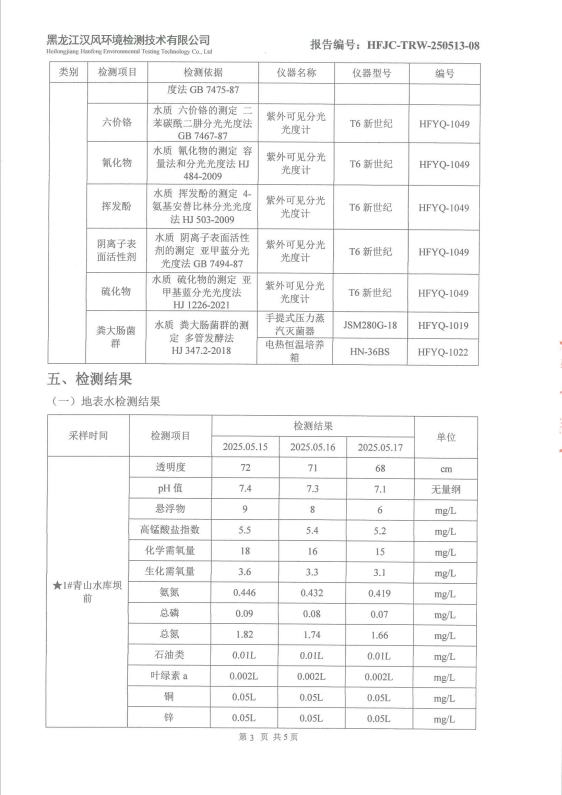 黑龙江汉风环境检测技术有限公司
Heilongjiang Hanfeng Environmental Testing Technology Co., Ltd
报告编号：HFJC-TRW-250513-08
类别 检测项目 检测依据 仪器名称 仪器型号 编号
度法 GB 7475-87
六价铬 水质 六价铬的测定 二苯碳酰二肼分光光度法 GB 7467-87 紫外可见分光光度计 T6 新世纪 HFYQ-1049
氰化物 水质 氰化物的测定 容量法和分光光度法 HJ 484-2009 紫外可见分光光度计 T6 新世纪 HFYQ-1049
挥发酚 水质 挥发酚的测定 4-氨基安替比林分光光度法 HJ 503-2009 紫外可见分光光度计 T6 新世纪 HFYQ-1049
阴离子表面活性剂 水质 阴离子表面活性剂的测定 亚甲蓝分光光度法 GB 7494-87 紫外可见分光光度计 T6 新世纪 HFYQ-1049
硫化物 水质 硫化物的测定 亚甲基蓝分光光度法 HJ 1226-2021 紫外可见分光光度计 T6 新世纪 HFYQ-1049
粪大肠菌群 水质 粪大肠菌群的测定 多管发酵法 HJ 347.2-2018 手提式压力蒸汽灭菌器 JSM280G-18 HFYQ-1019
电热恒温培养箱 HN-36BS HFYQ-1022
五、检测结果
（一）地表水检测结果
采样时间 检测项目 检测结果 单位
2025.05.15 2025.05.16 2025.05.17
★1#青山水库坝前
透明度 72 71 68 cm
pH 值 7.4 7.3 7.1 无量纲
悬浮物 9 8 6 mg/L
高锰酸盐指数 5.5 5.4 5.2 mg/L
化学需氧量 18 16 15 mg/L
生化需氧量 3.6 3.3 3.1 mg/L
氨氮 0.446 0.432 0.419 mg/L
总磷 0.09 0.08 0.07 mg/L
总氮 1.82 1.74 1.66 mg/L
石油类 0.01L 0.01L 0.01L mg/L
叶绿素 a 0.002L 0.002L 0.002L mg/L
铜 0.05L 0.05L 0.05L mg/L
锌 0.05L 0.05L 0.05L mg/L
第 3 页 共 5 页